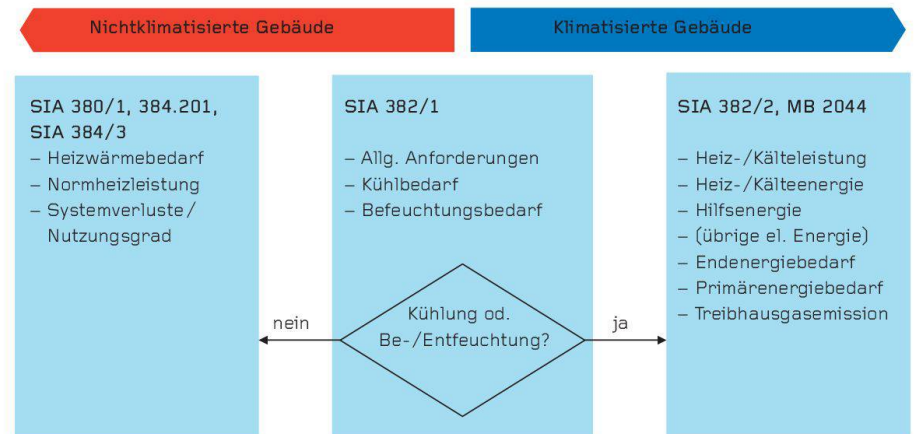 Nichtklimatisierte Gebäude
Klimatisierte Gebäude
SIA 380/1, 384.201,
SIA 384/3
– Heizwärmebedarf
– Normheizleistung
– Systemverluste/
Nutzungsgrad
SIA 382/1
– Allg. Anforderungen
– Kühlbedarf
– Befeuchtungsbedarf
nein
Kühlung od.
Be-/Entfeuchtung?
ja
SIA 382/2, MB 2044
– Heiz-/Kälteleistung
– Heiz-/Kälteenergie
– Hilfsenergie
– (übrige el. Energie)
– Endenergiebedarf
– Primärenergiebedarf
– Treibhausgasemission